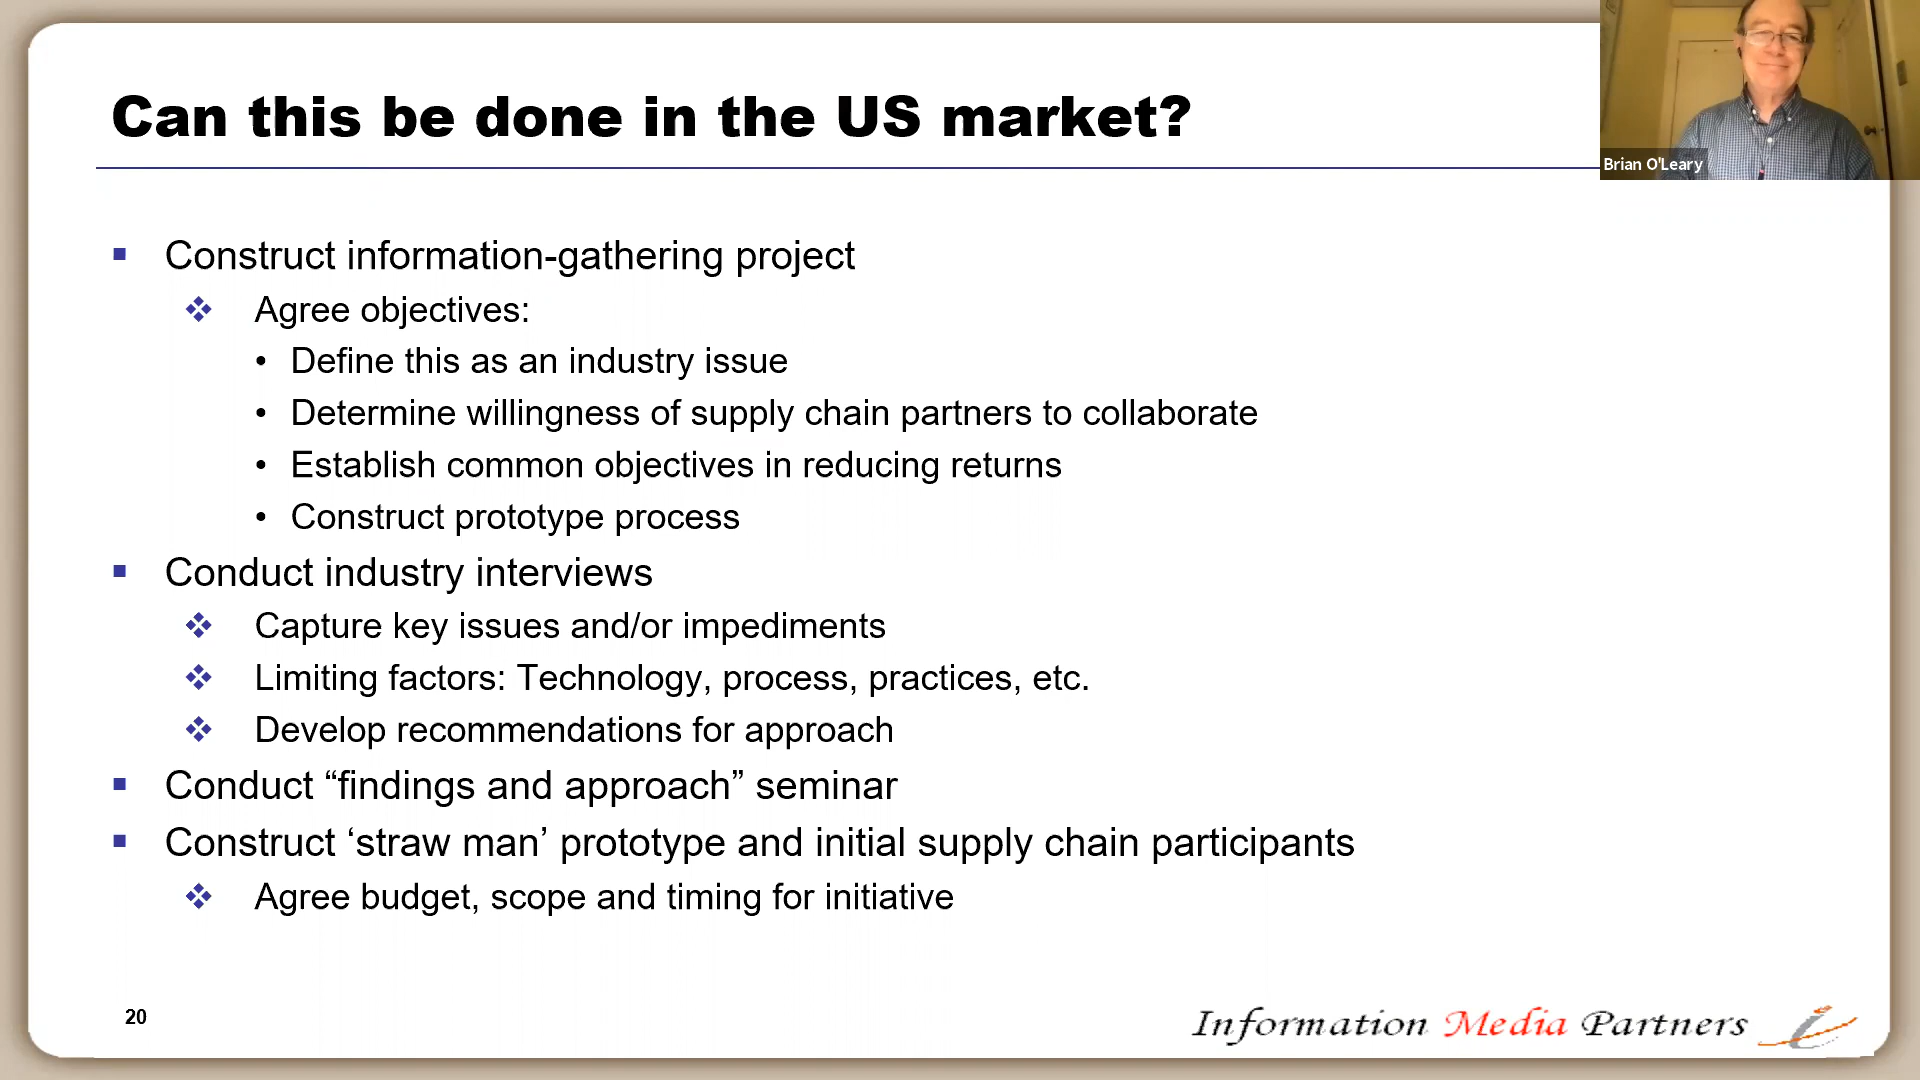 Can this be done in the US market?
Brian O'Leary
Construct information-gathering project
Agree objectives:
• Define this as an industry issue
• Determine willingness of supply chain partners to collaborate
• Establish common objectives in reducing returns
• Construct prototype process
Conduct industry interviews
Capture key issues and/or impediments
Limiting factors: Technology, process, practices, etc.
Develop recommendations for approach
Conduct “findings and approach” seminar
Construct ‘straw man’ prototype and initial supply chain participants
Agree budget, scope and timing for initiative
20
Information Media Partners